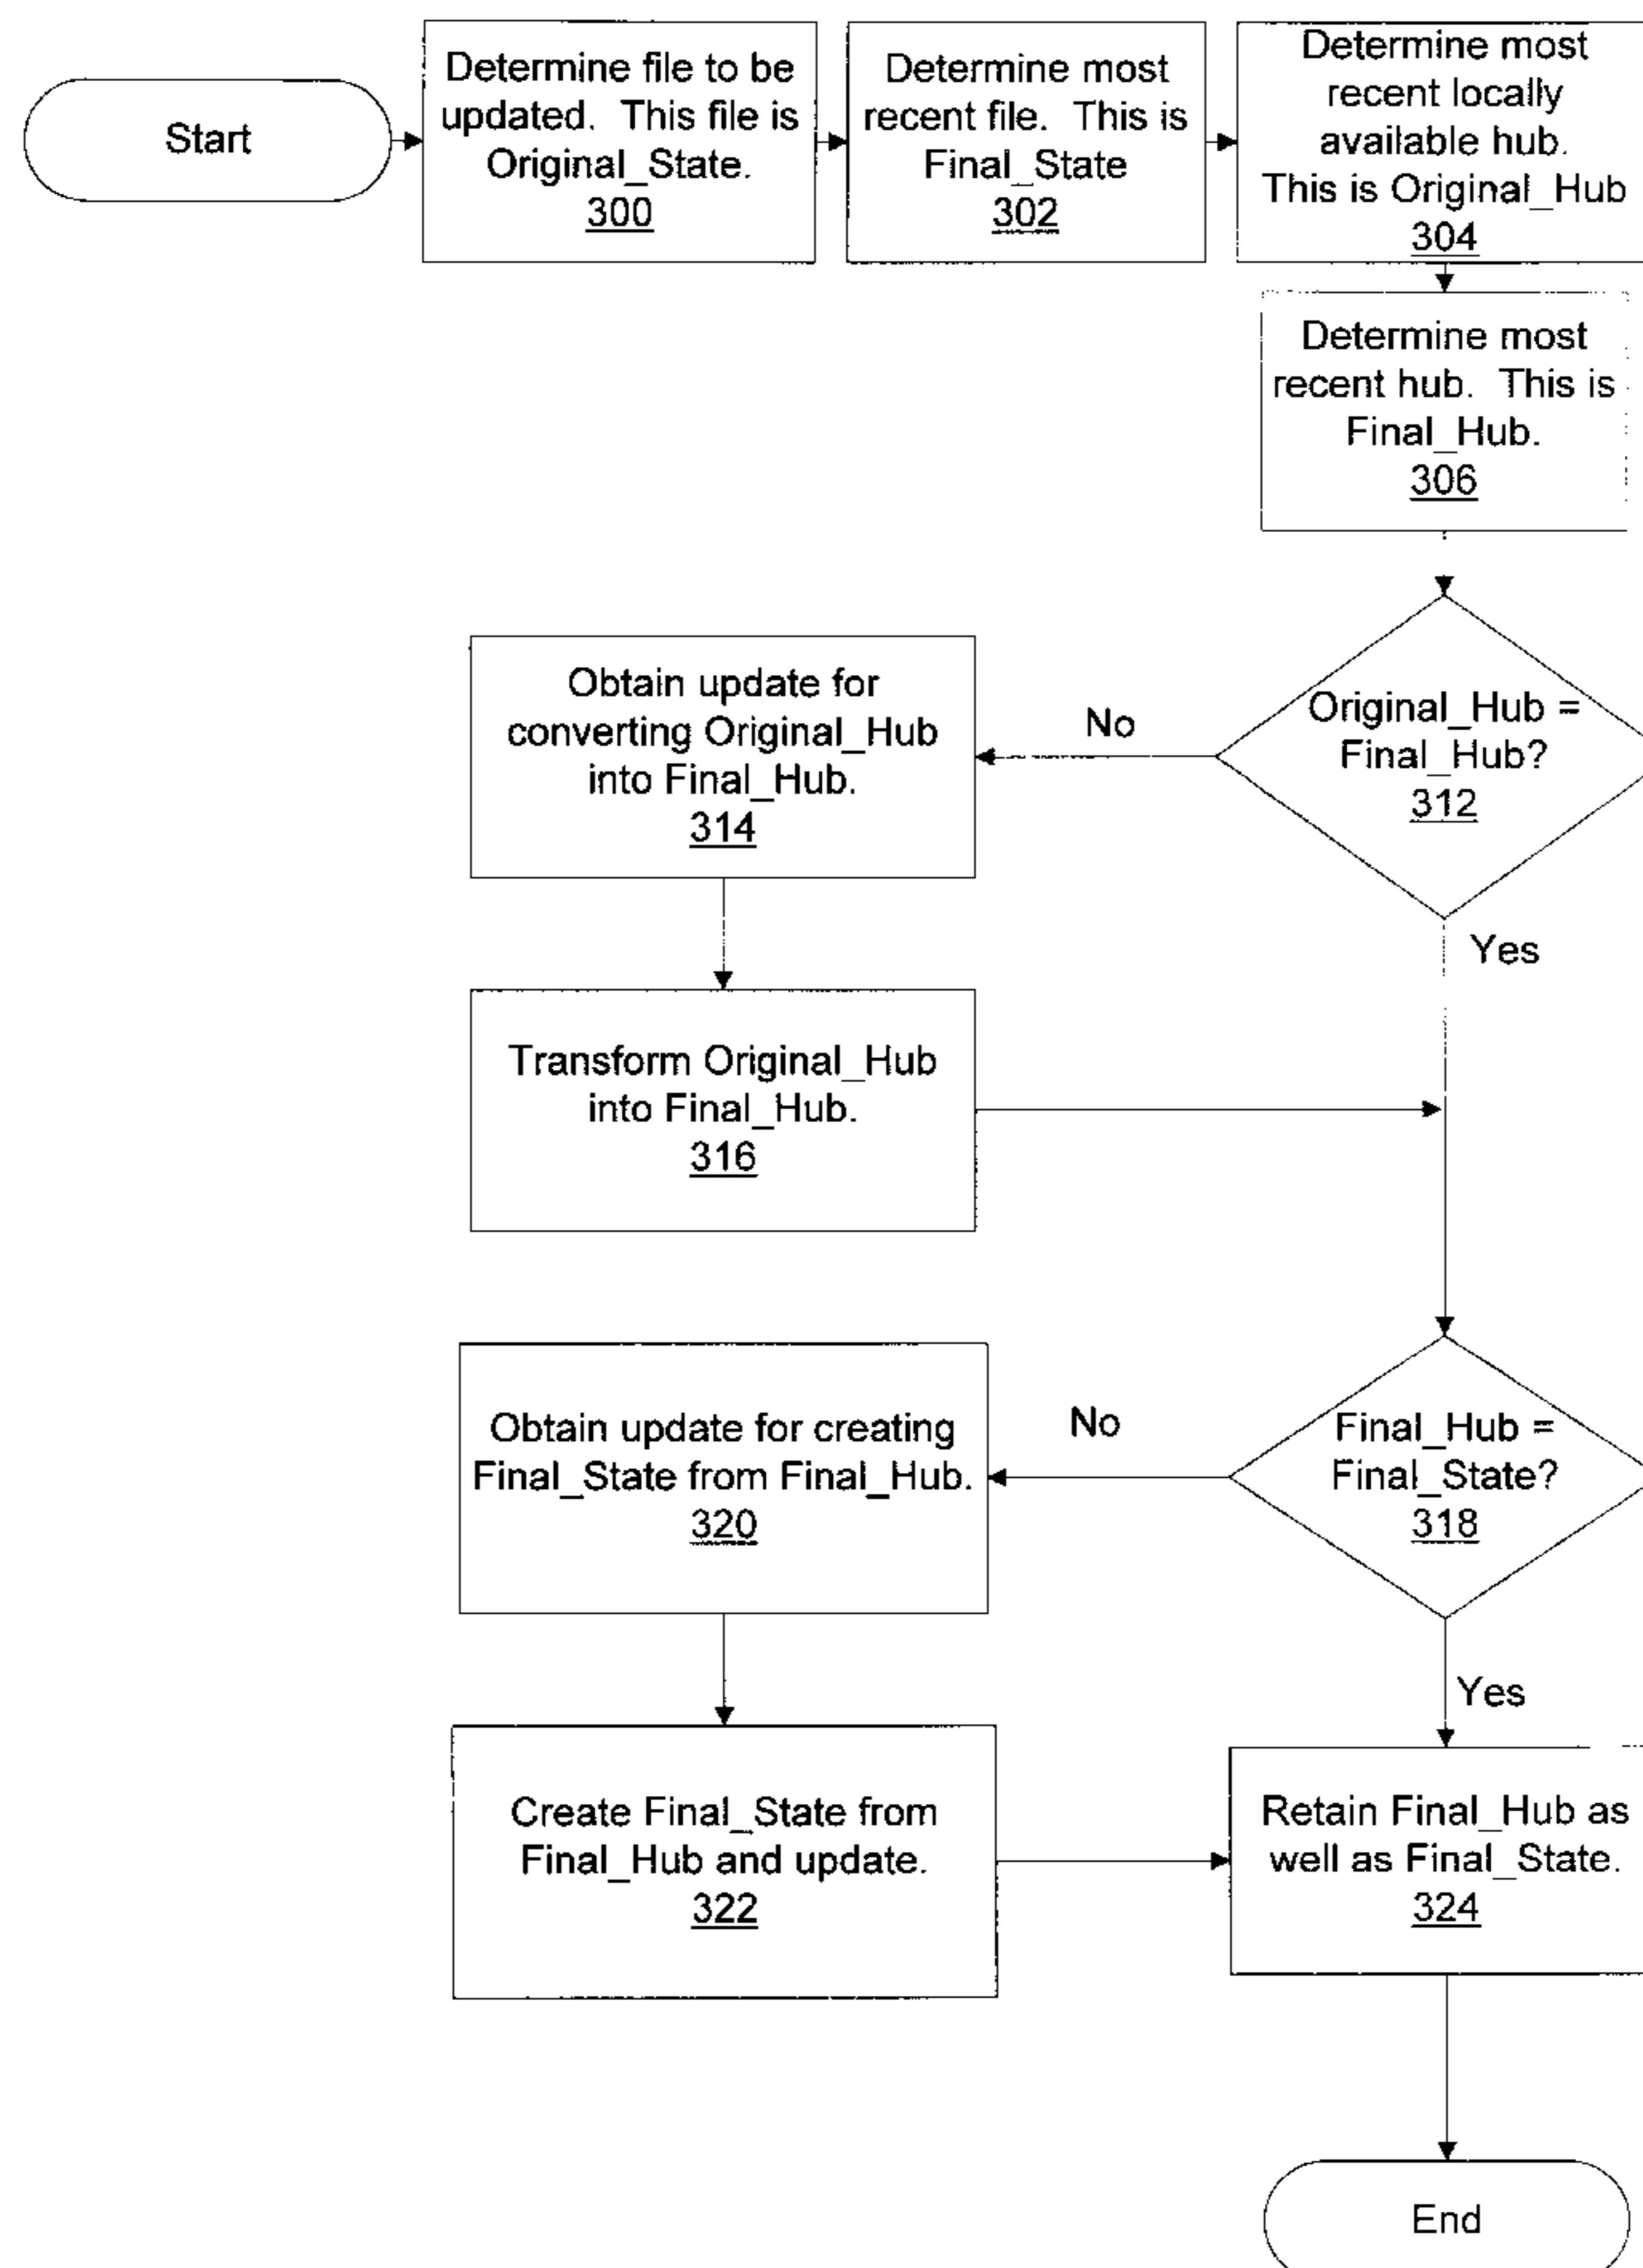 Start
Determine file to be
updated. This file is
Original_State.
300
Determine most
recent file. This is
Final_State
302
Determine most
recent locally
available hub.
This is Original_Hub
304
Determine most
recent hub. This is
Final_Hub.
306
Original_Hub =
Final_Hub?
312
No
Yes
Obtain update for
converting Original_Hub
into Final_Hub.
314
Transform Original_Hub
into Final_Hub.
316
Final_Hub =
Final_State?
318
No
Yes
Obtain update for creating
Final_State from Final_Hub.
320
Create Final_State from
Final_Hub and update.
322
Retain Final_Hub as
well as Final_State.
324
End